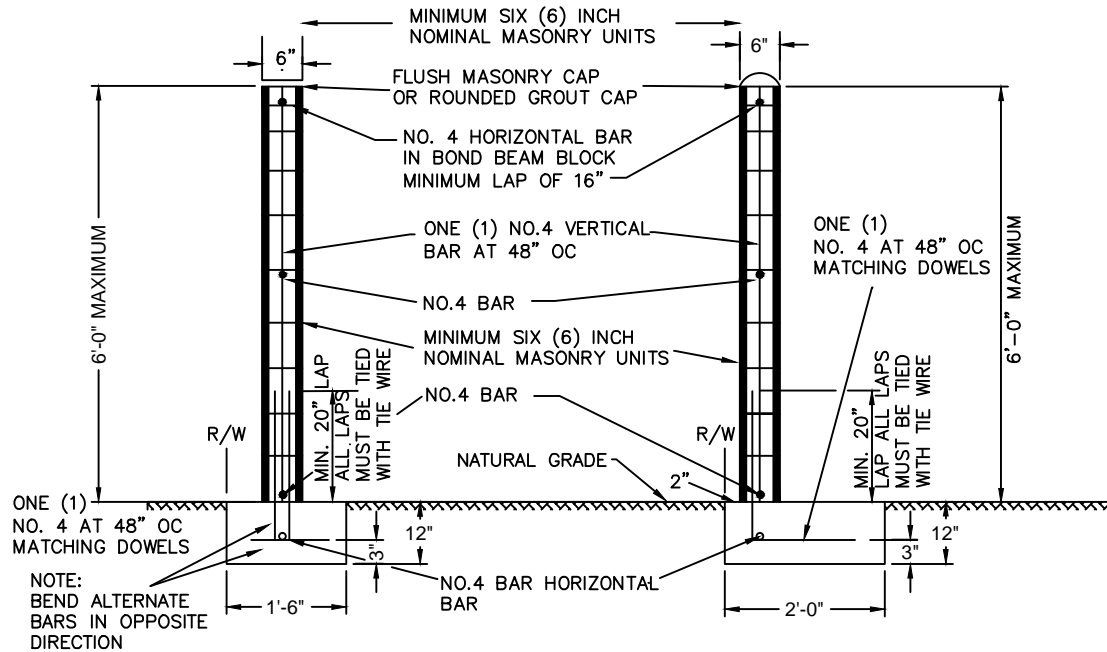 MINIMUM SIX (6) INCH
NOMINAL MASONRY UNITS
6"
6"
FLUSH MASONRY CAP
OR ROUNDED GROUT CAP
NO. 4 HORIZONTAL BAR
IN BOND BEAM BLOCK
MINIMUM LAP OF 16"
6'-0" MAXIMUM
ONE (1) NO.4 VERTICAL
BAR AT 48" OC
ONE (1)
NO. 4 AT 48" OC
MATCHING DOWELS
6'-0" MAXIMUM
NO.4 BAR
MINIMUM SIX (6) INCH
NOMINAL MASONRY UNITS
MIN. 20" LAP
ALL LAPS
MUST BE TIED
WITH TIE WIRE
NO.4 BAR
MIN. 20"
LAP ALL LAPS
MUST BE TIED
WITH TIE WIRE
R/W
R/W
NATURAL GRADE
2"
ONE (1)
NO. 4 AT 48" OC
MATCHING DOWELS
12"
3"
12"
3"
NOTE:
BEND ALTERNATE
BARS IN OPPOSITE
DIRECTION
1'-6"
NO.4 BAR HORIZONTAL
BAR
2'-0"